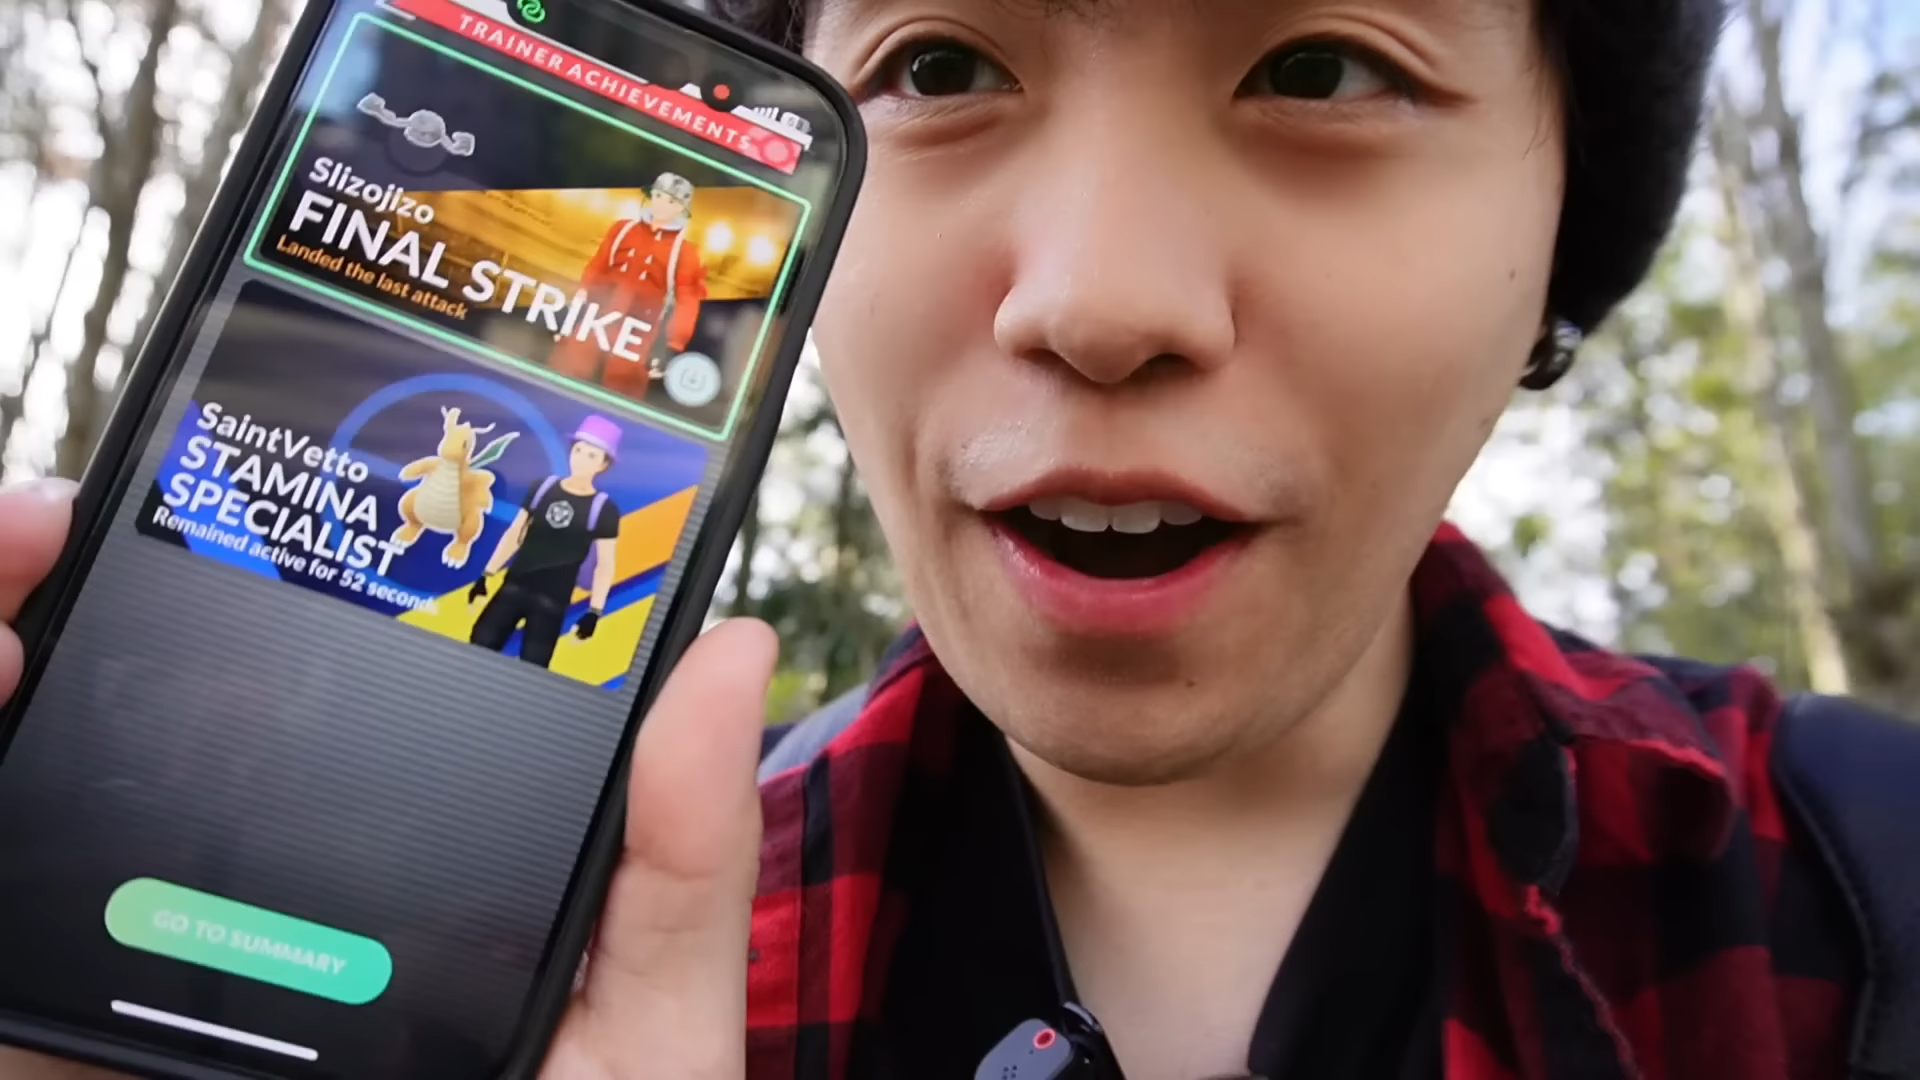 TRAINER ACHIEVEMENTS
Slizojizo
FINAL STRIKE
Landed the last attack
SaintVetto
STAMINA
SPECIALIST
Remained active for 52 seconds
GO TO SUMMARY